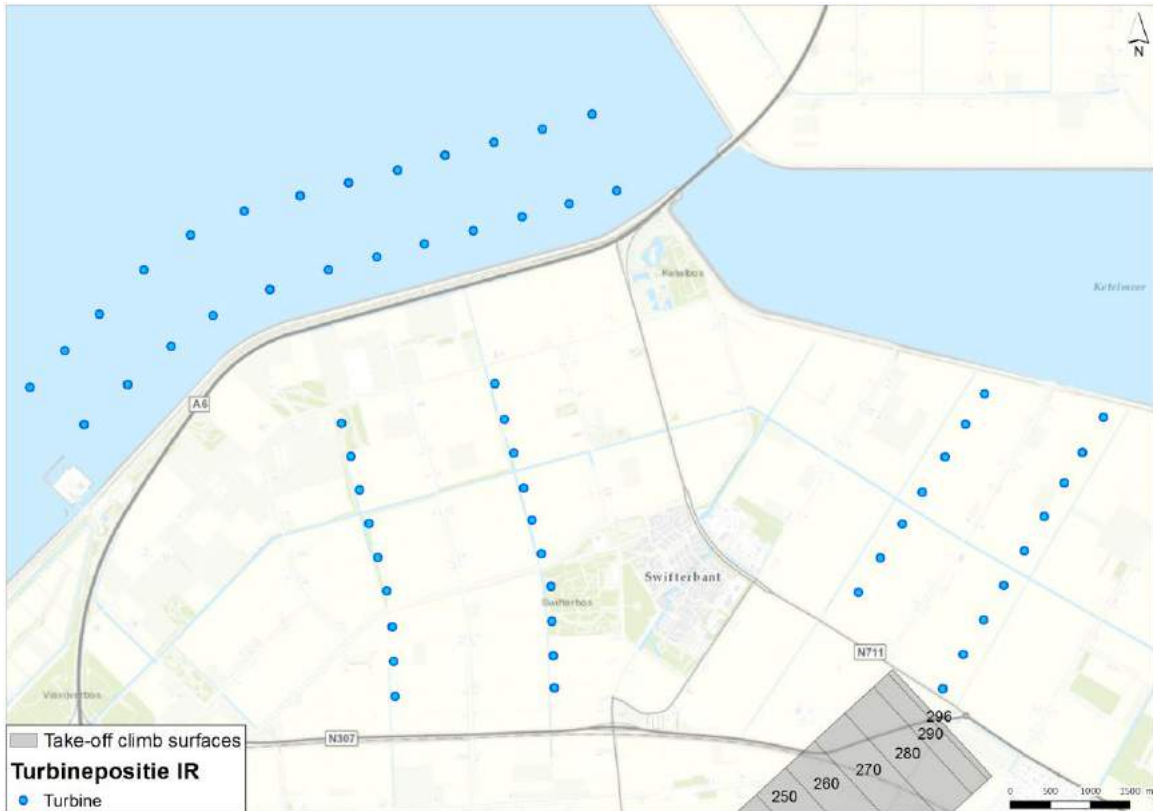 N
Ketelbos
Ketelmeer
A6
Swifterbant
Swifterbos
N711
Visvijverbos
N307
296
290
280
270
260
250
Take-off climb surfaces
Turbinepositie IR
Turbine
0 500 1000 1500 m